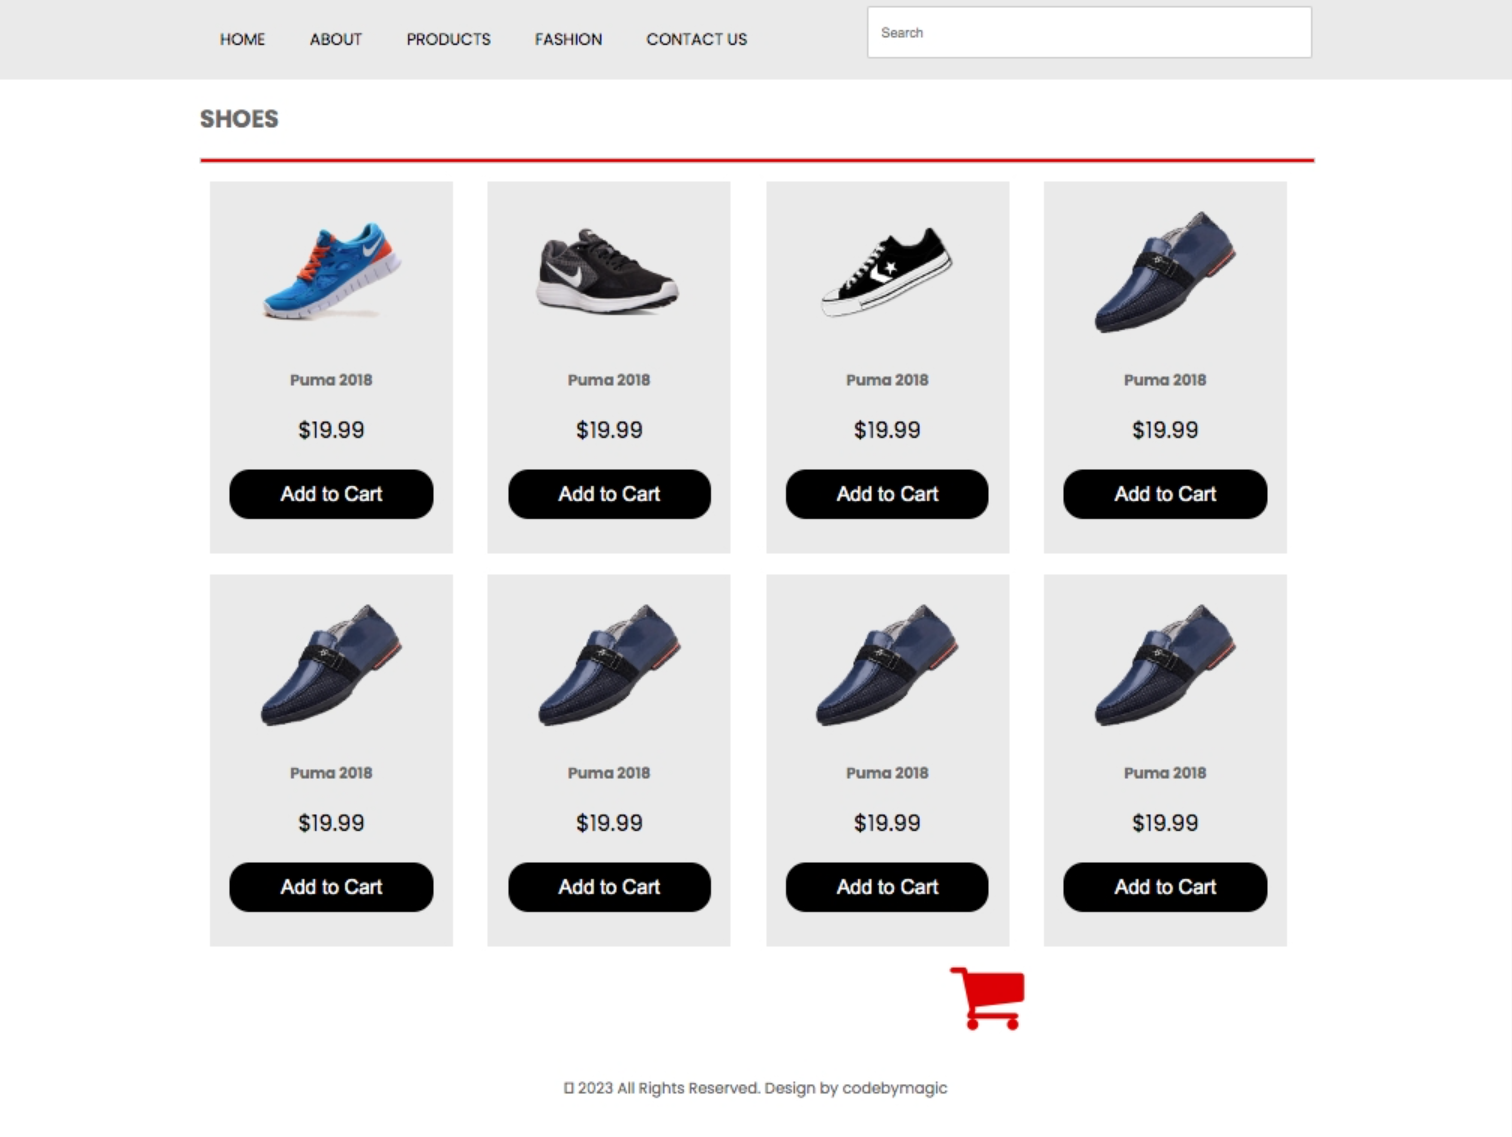 HOME ABOUT PRODUCTS FASHION CONTACT US Search
SHOES
Puma 2018 Puma 2018 Puma 2018 Puma 2018
$19.99 $19.99 $19.99 $19.99
Add to Cart Add to Cart Add to Cart Add to Cart
Puma 2018 Puma 2018 Puma 2018 Puma 2018
$19.99 $19.99 $19.99 $19.99
Add to Cart Add to Cart Add to Cart Add to Cart
▯ 2023 All Rights Reserved. Design by codebymagic